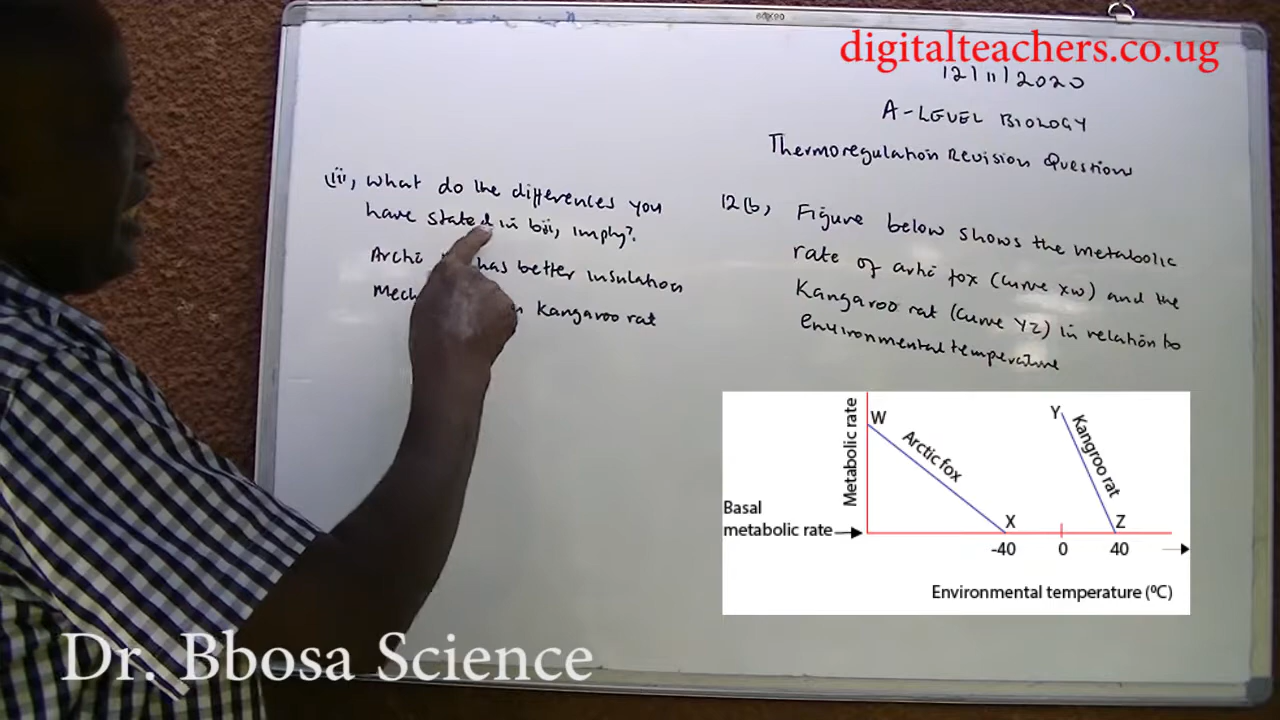 digitalteachers.co.ug
12/11/2020
A-LEVEL BIOLOGY
Thermoregulation Revision Questions
(iii, What do the differences you
have stated in bii, imply?.
has better insulation
Kangaroo rat
12(b, Figure below shows the metabolic
rate of artic fox (curve xw) and the
Kangaroo rat (curve YZ) in relation to
environmental temperature
Metabolic rate
W
Arctic fox
X
Y
Kangroo rat
Z
Basal
metabolic rate
-40 0 40
Environmental temperature (⁰C)
Dr. Bbosa Science